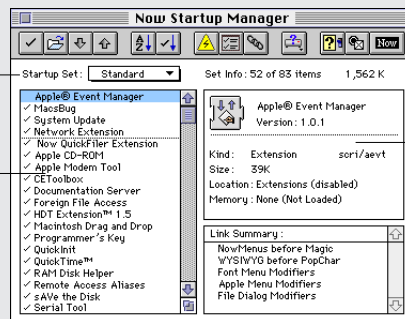 Now Startup Manager
Now
Startup Set: Standard
Set Info: 52 of 83 items 1,562 K
Apple® Event Manager
✓ MacsBug
✓ System Update
✓ Network Extension
✓ Now QuickFiler Extension
✓ Apple CD-ROM
✓ Apple Modem Tool
✓ CEToolbox
✓ Documentation Server
✓ Foreign File Access
✓ HDT Extension™ 1.5
✓ Macintosh Drag and Drop
✓ Programmer's Key
✓ QuickInit
✓ QuickTime™
✓ RAM Disk Helper
✓ Remote Access Aliases
✓ sAVe the Disk
✓ Serial Tool
Apple® Event Manager
Version: 1.0.1
Kind: Extension scri/aevt
Size: 39K
Location: Extensions (disabled)
Memory: None (Not Loaded)
Link Summary:
NowMenus before Magic
WYSIWYG before PopChar
Font Menu Modifiers
Apple Menu Modifiers
File Dialog Modifiers